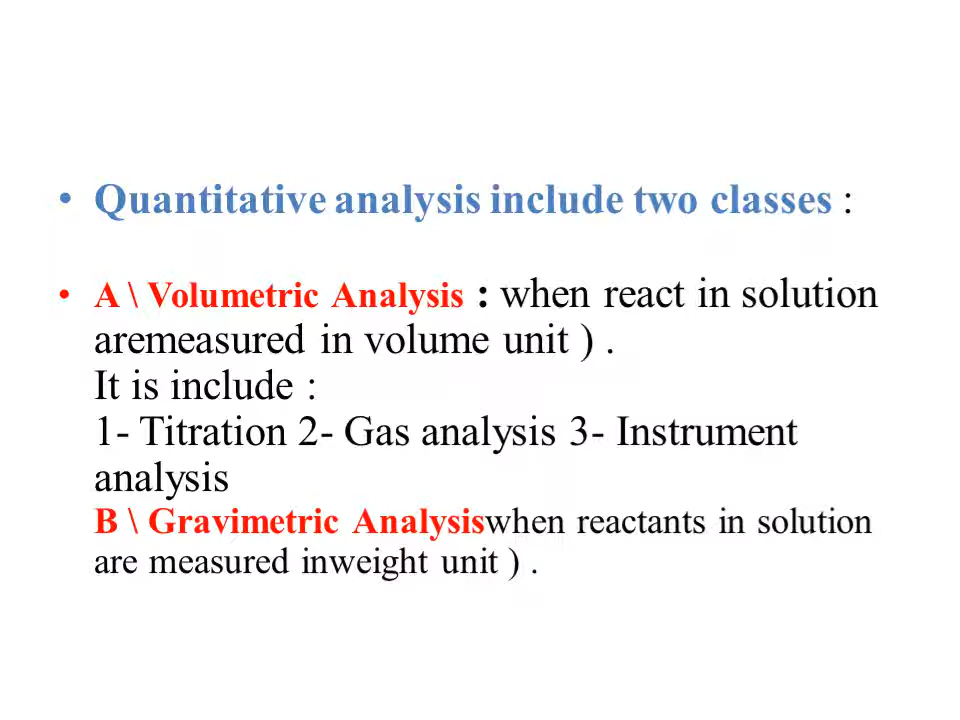 • Quantitative analysis include two classes :
• A \ Volumetric Analysis : when react in solution
aremeasured in volume unit ) .
It is include :
1- Titration 2- Gas analysis 3- Instrument
analysis
B \ Gravimetric Analysiswhen reactants in solution
are measured inweight unit ) .